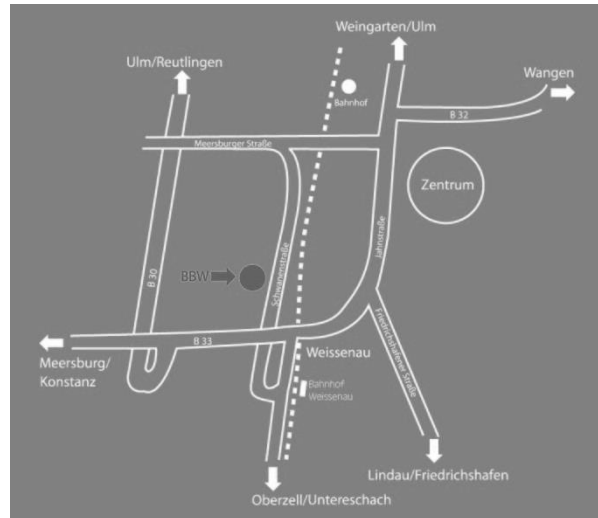 Weingarten/Ulm
Ulm/Reutlingen
Wangen
Bahnhof
B 32
Meersburger Straße
Zentrum
Jahnstraße
BBW
Schwanenstraße
B 30
Friedrichshafener Straße
B 33
Weissenau
Meersburg/
Konstanz
Bahnhof
Weissenau
Lindau/Friedrichshafen
Oberzell/Untereschach